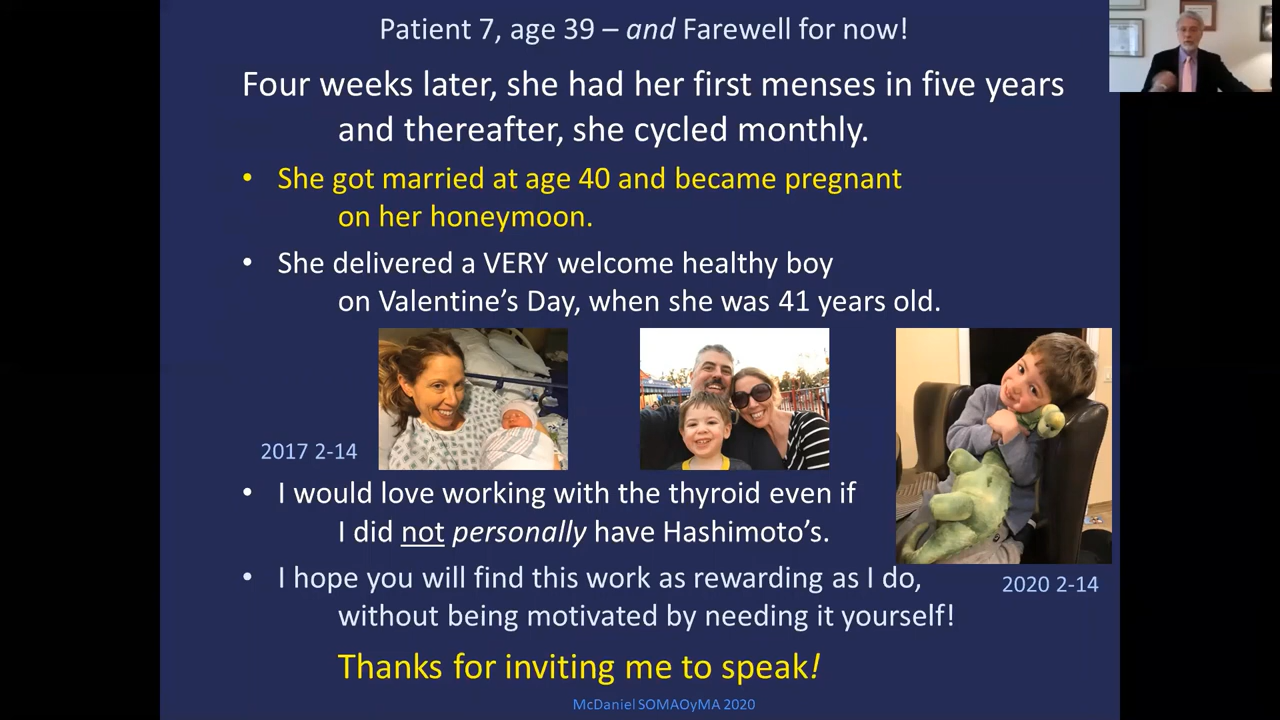 Patient 7, age 39 – and Farewell for now!
Four weeks later, she had her first menses in five years
and thereafter, she cycled monthly.
• She got married at age 40 and became pregnant
on her honeymoon.
• She delivered a VERY welcome healthy boy
on Valentine's Day, when she was 41 years old.
2017 2-14
• I would love working with the thyroid even if
I did not personally have Hashimoto's.
• I hope you will find this work as rewarding as I do,
2020 2-14
without being motivated by needing it yourself!
Thanks for inviting me to speak!
McDaniel SOMAOyMA 2020